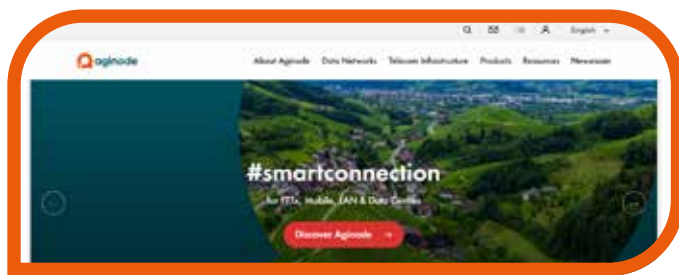 English
aginode
About Aginode Data Networks Telecom Infrastructure Products Resources Newsroom
#smartconnection
for FTTx, Mobile, LAN & Data Center
Discover Aginode